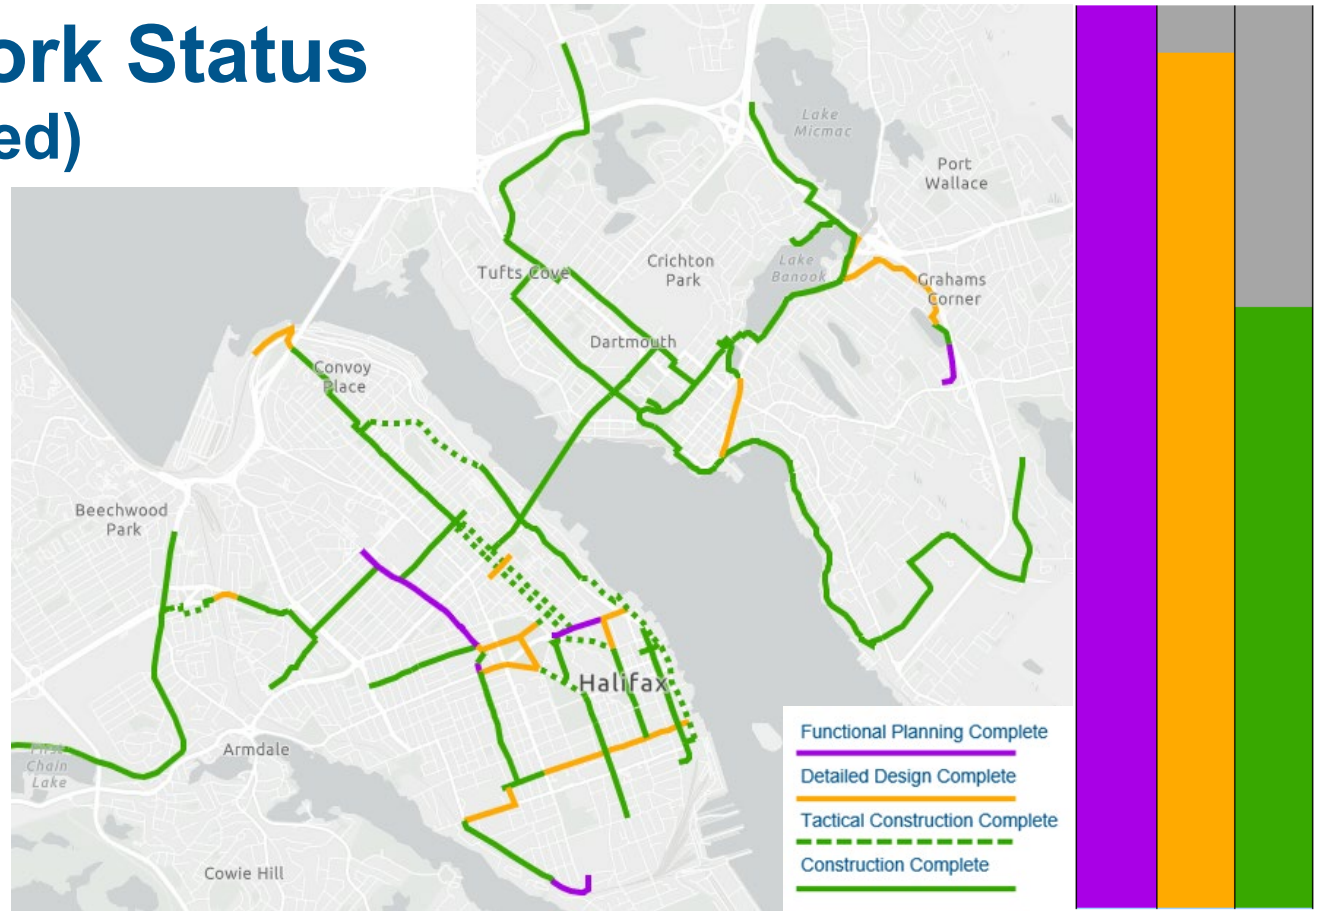 ork Status
ed)
Lake
Micmac
Port
Wallace
Crichton
Park
Tufts Cove
Lake
Banook
Grahams
Corner
Dartmouth
Convoy
Place
Beechwood
Park
Halifax
Armdale
First
Chain
Lake
Cowie Hill
Functional Planning Complete
Detailed Design Complete
Tactical Construction Complete
Construction Complete